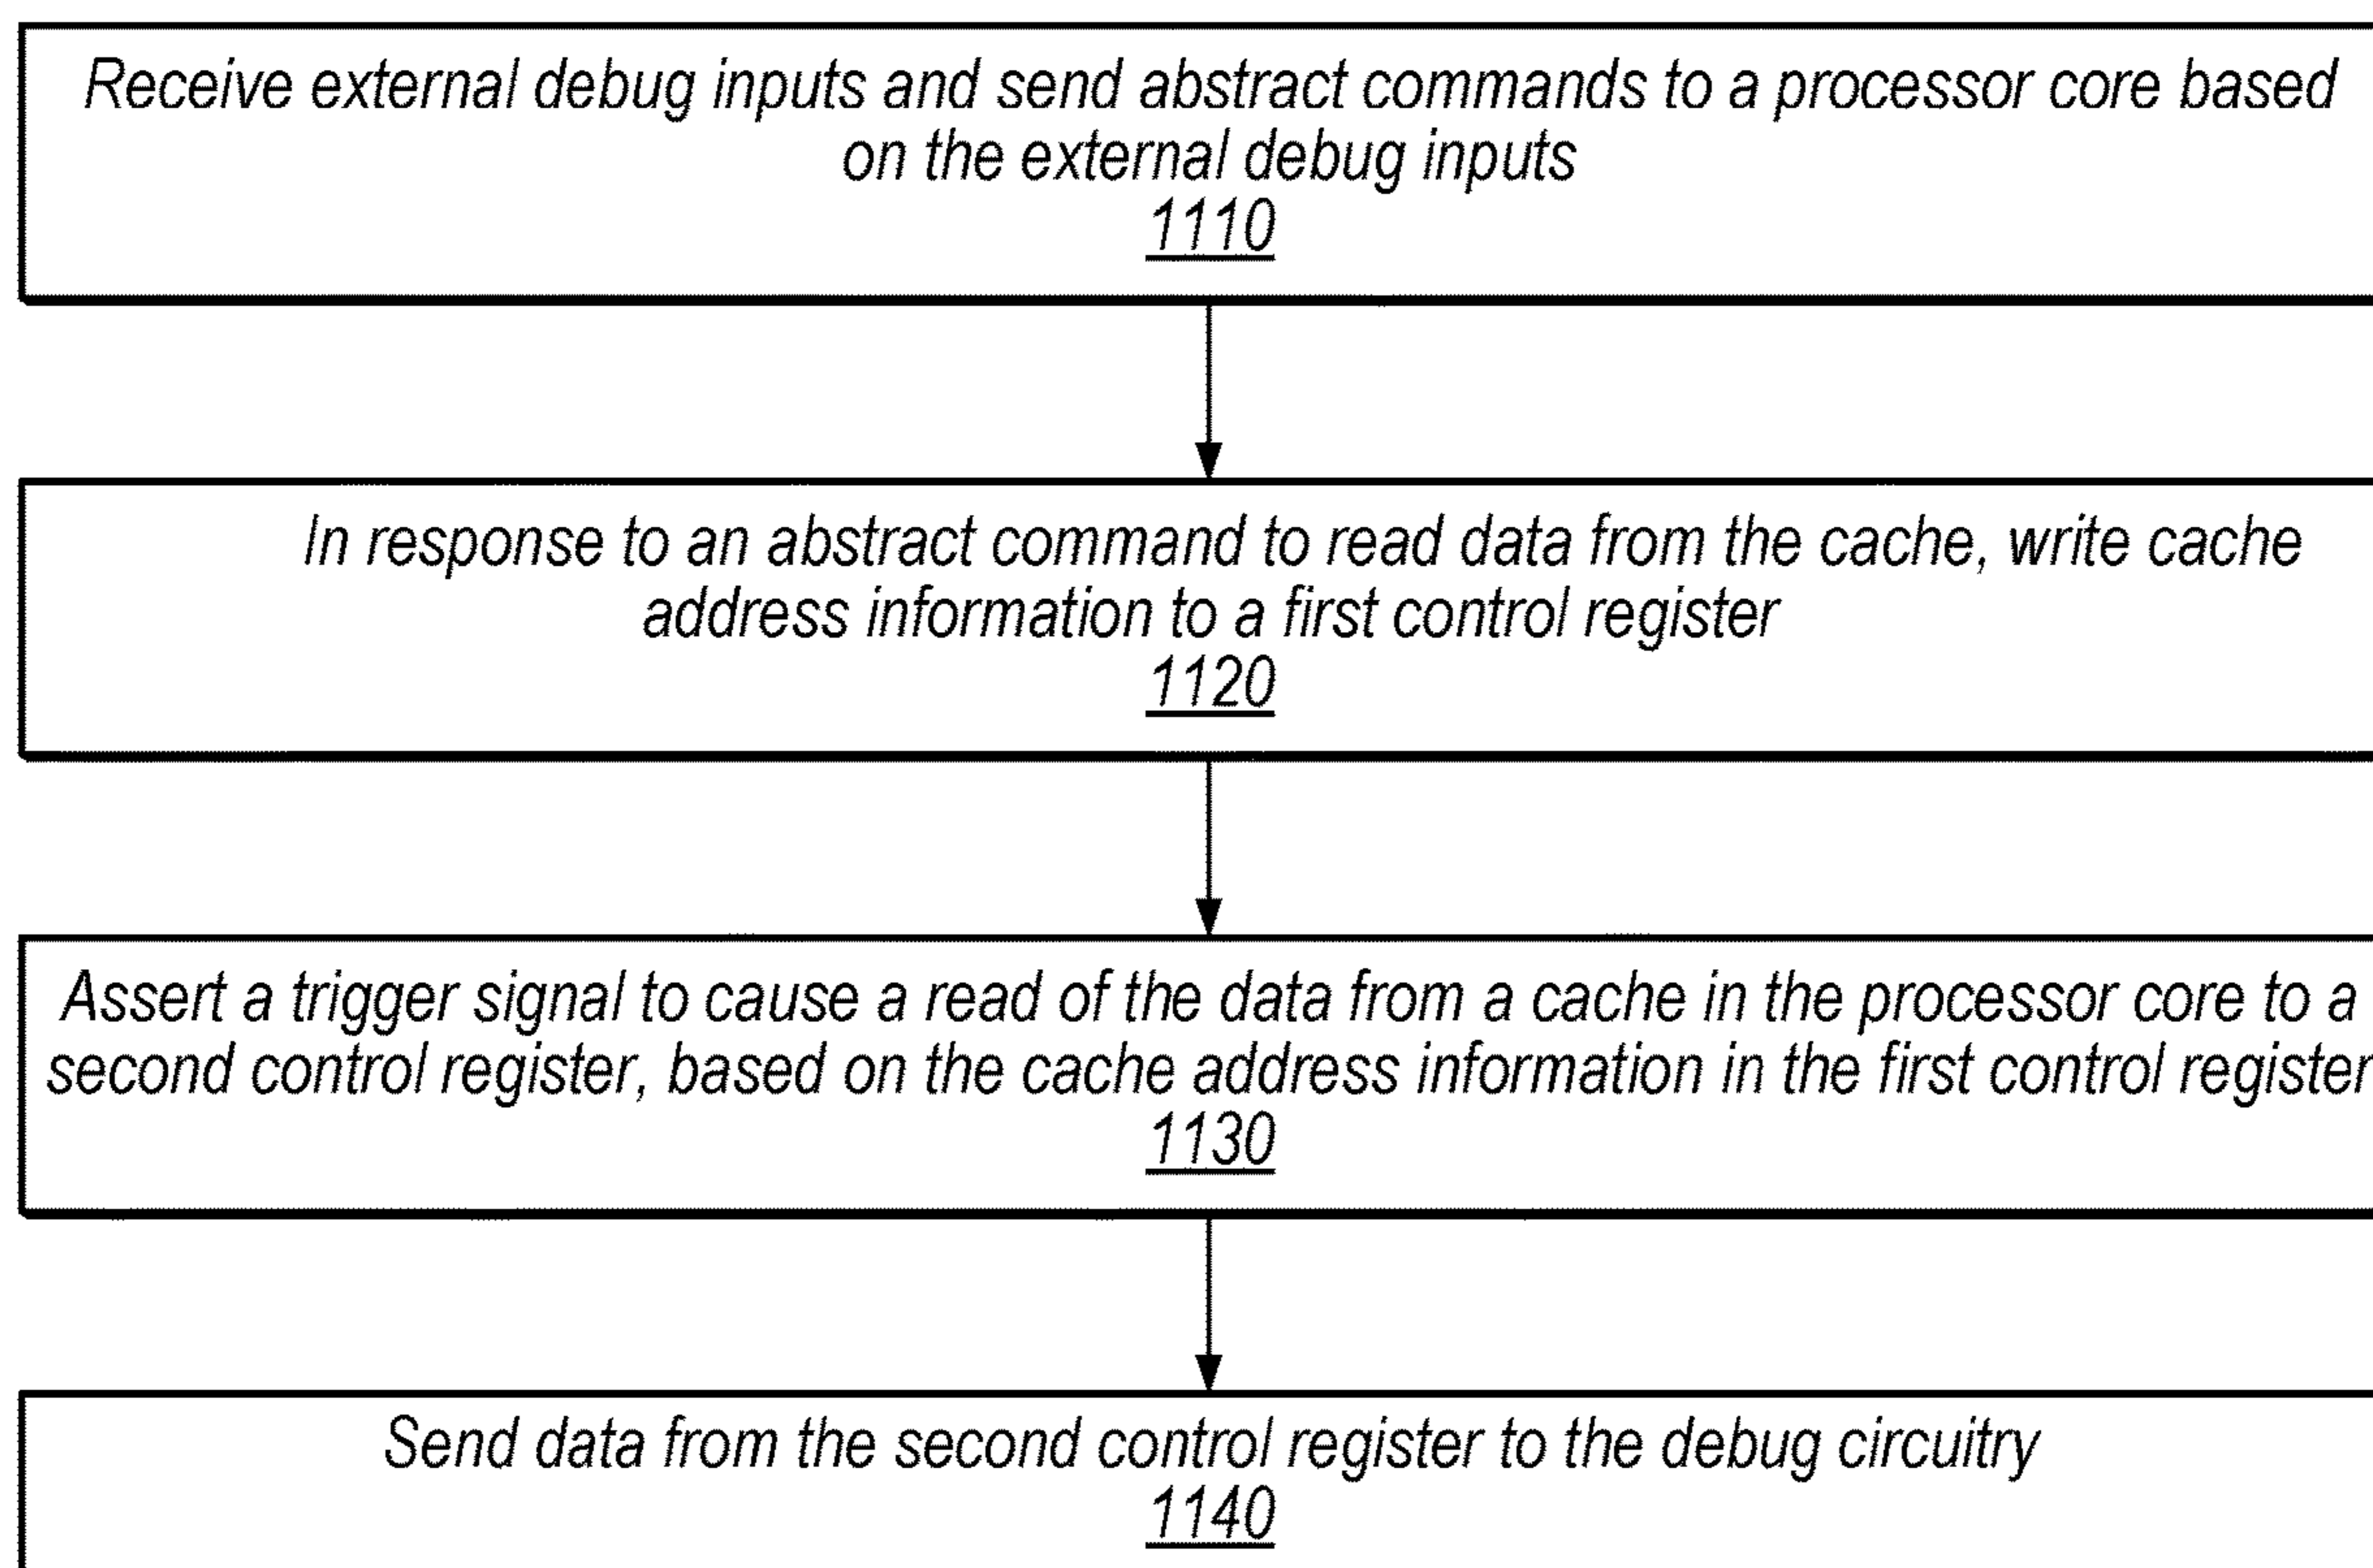 Receive external debug inputs and send abstract commands to a processor core based
on the external debug inputs
1110
In response to an abstract command to read data from the cache, write cache
address information to a first control register
1120
Assert a trigger signal to cause a read of the data from a cache in the processor core to a
second control register, based on the cache address information in the first control register
1130
Send data from the second control register to the debug circuitry
1140